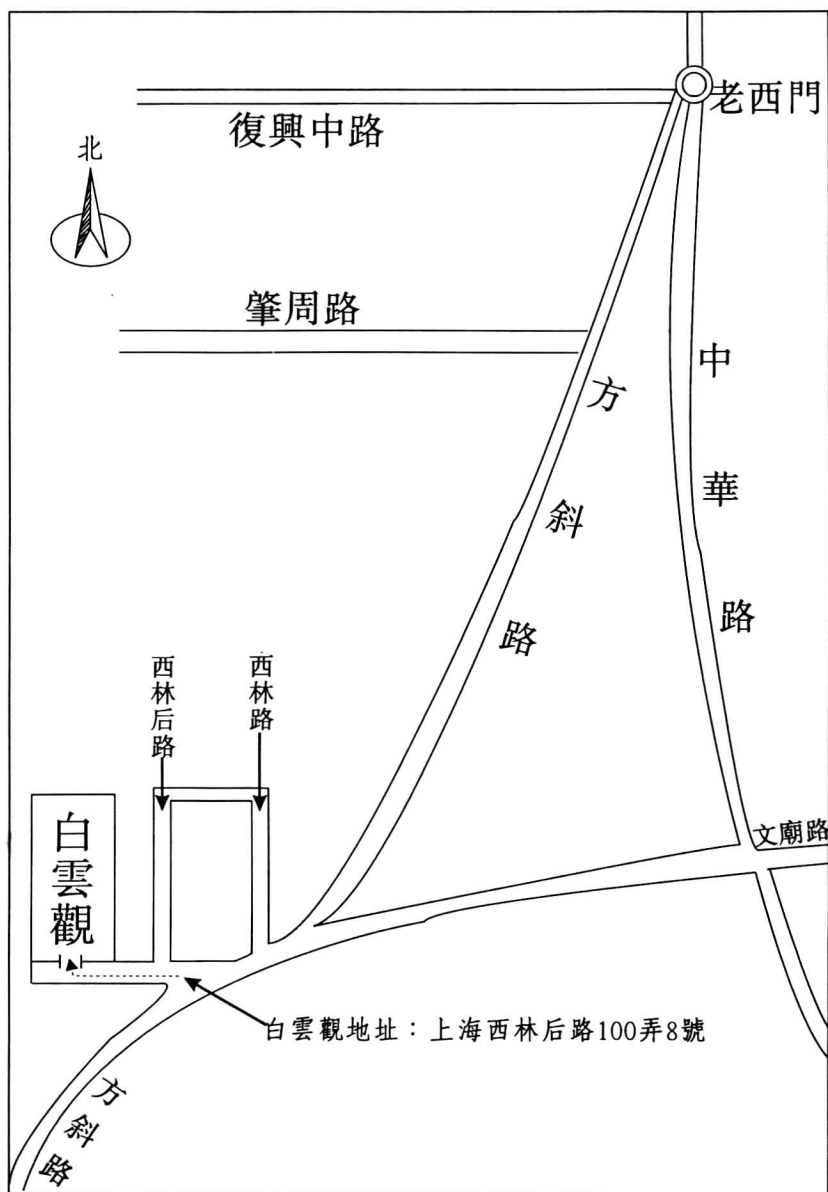 老西門
復興中路
北
肇周路
中華路
方斜路
西林后路
西林路
白雲觀
文廟路
白雲觀地址：上海西林后路100弄8號
方斜路